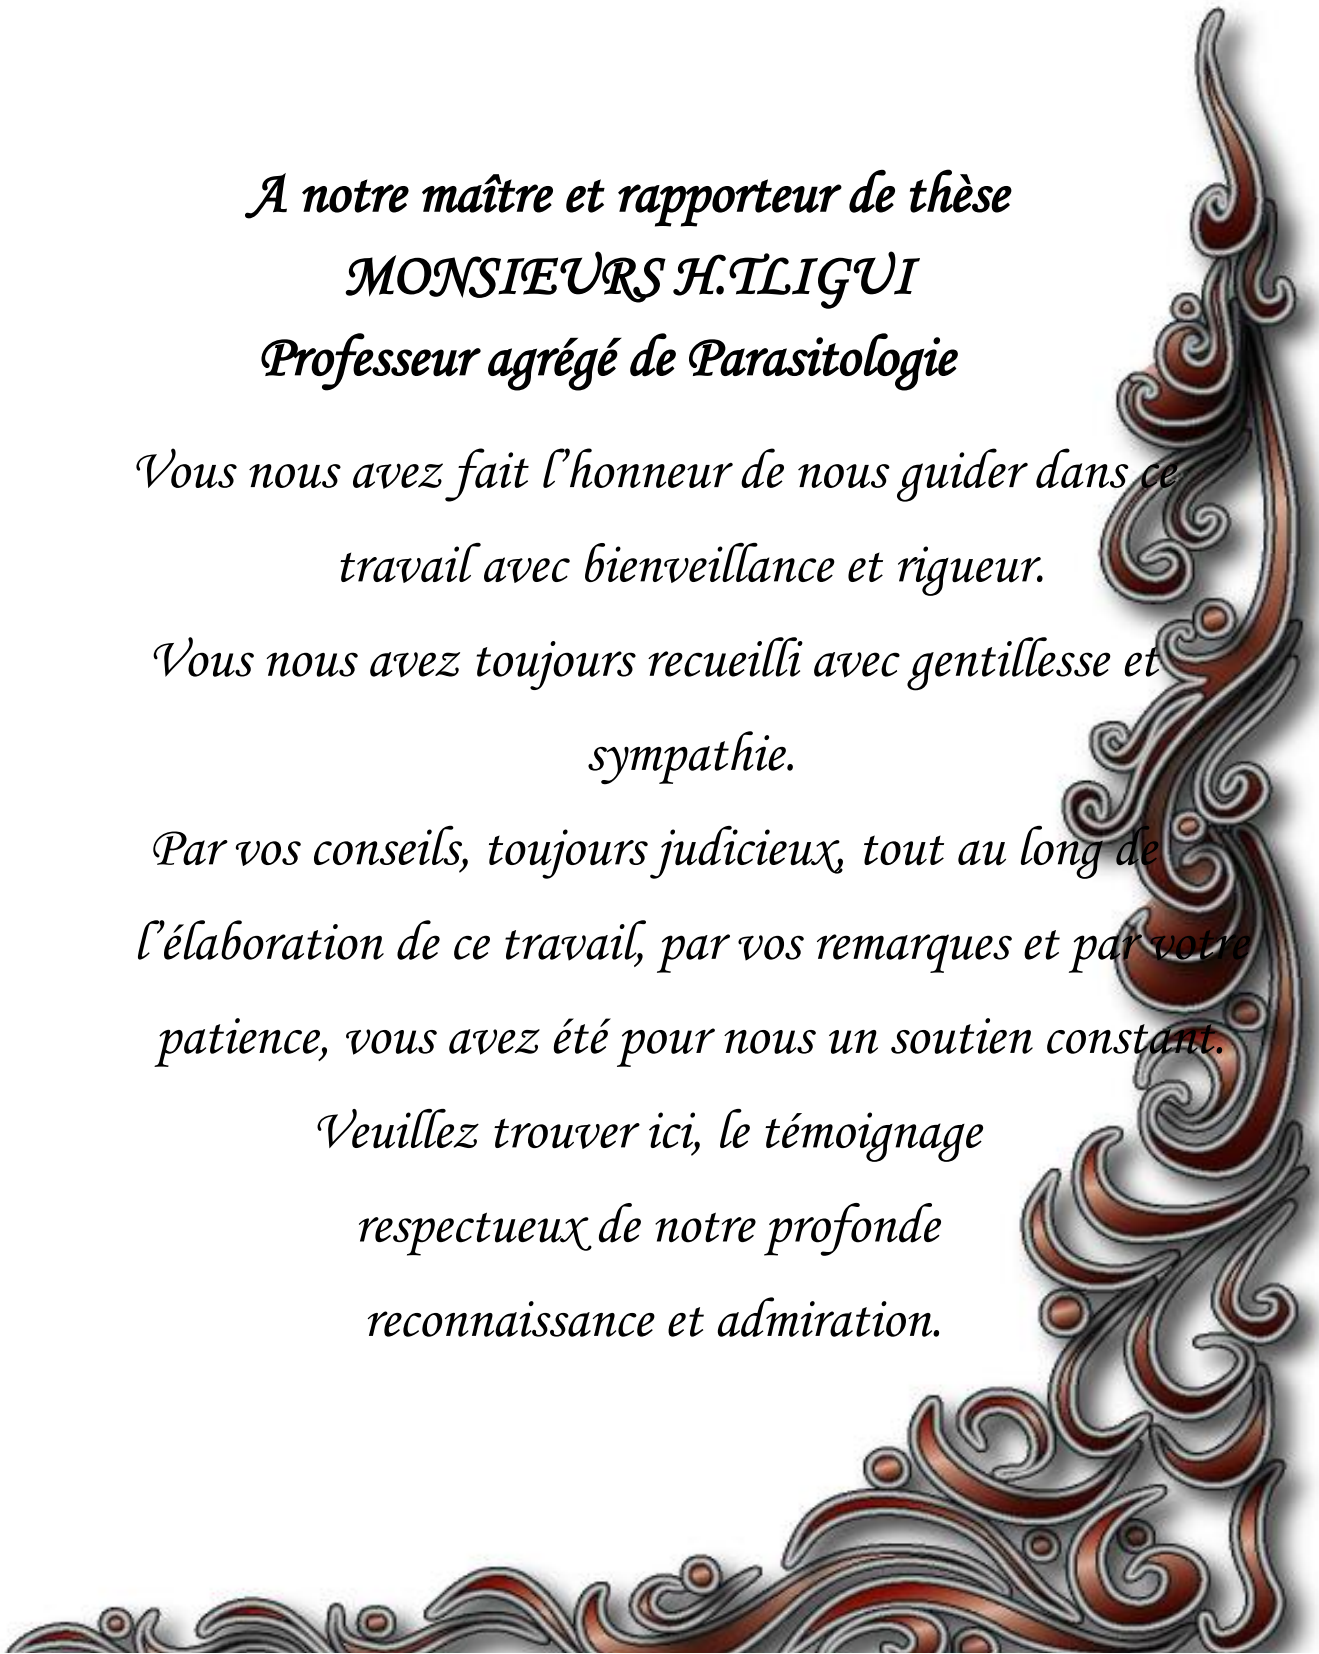 A notre maître et rapporteur de thèse
MONSIEURS H.TLIGUI
Professeur agrégé de Parasitologie
Vous nous avez fait l’honneur de nous guider dans ce
travail avec bienveillance et rigueur.
Vous nous avez toujours recueilli avec gentillesse et
sympathie.
Par vos conseils, toujours judicieux, tout au long de
l’élaboration de ce travail, par vos remarques et par votre
patience, vous avez été pour nous un soutien constant.
Veuillez trouver ici, le témoignage
respectueux de notre profonde
reconnaissance et admiration.